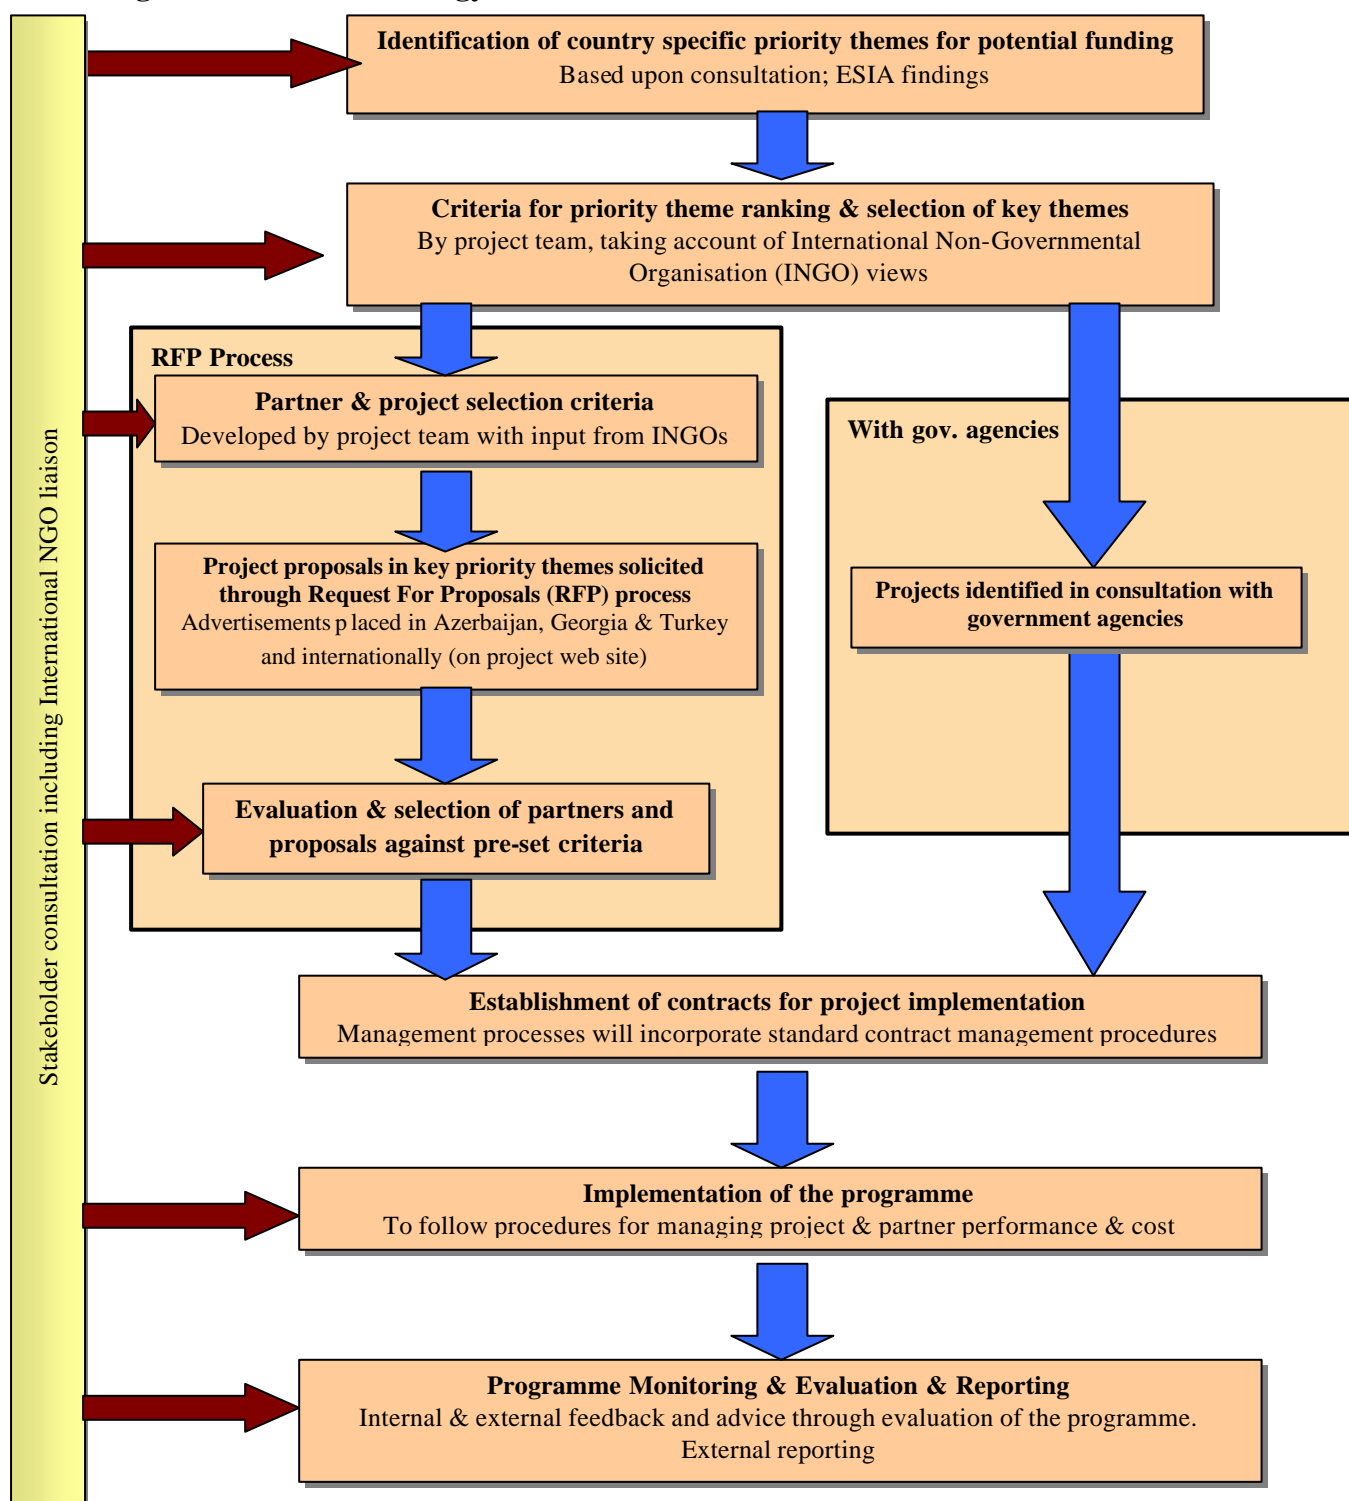 Identification of country specific priority themes for potential funding
Based upon consultation; ESIA findings
Criteria for priority theme ranking & selection of key themes
By project team, taking account of International Non-Governmental
Organisation (INGO) views
RFP Process
Partner & project selection criteria
Developed by project team with input from INGOs
With gov. agencies
Project proposals in key priority themes solicited
through Request For Proposals (RFP) process
Advertisements p laced in Azerbaijan, Georgia & Turkey
and internationally (on project web site)
Projects identified in consultation with
government agencies
Evaluation & selection of partners and
proposals against pre-set criteria
Stakeholder consultation including International NGO liaison
Establishment of contracts for project implementation
Management processes will incorporate standard contract management procedures
Implementation of the programme
To follow procedures for managing project & partner performance & cost
Programme Monitoring & Evaluation & Reporting
Internal & external feedback and advice through evaluation of the programme.
External reporting